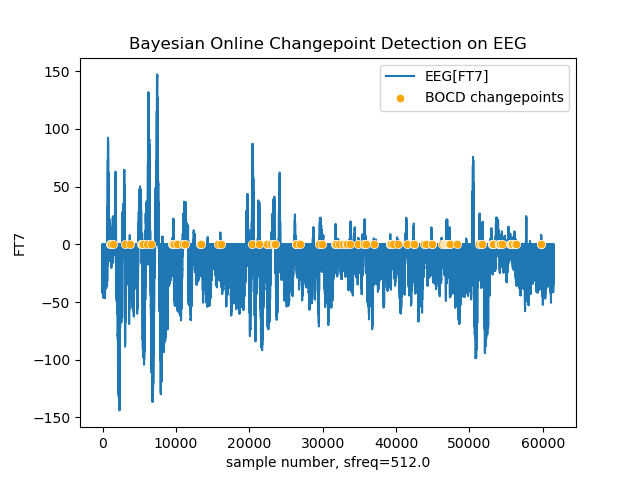 Bayesian Online Changepoint Detection on EEG
EEG[FT7]
BOCD changepoints
150
100
50
0
−50
−100
−150
FT7
0 10000 20000 30000 40000 50000 60000
sample number, sfreq=512.0